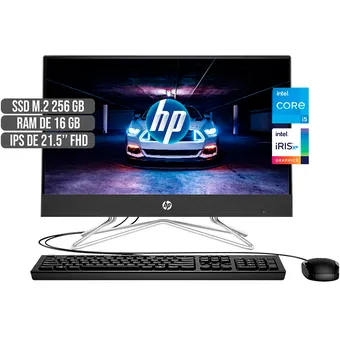 SSD M.2 256 GB
RAM DE 16 GB
IPS DE 21.5'' FHD
hp
intel
CORE i5
intel
iRIS xe
GRAPHICS
hp